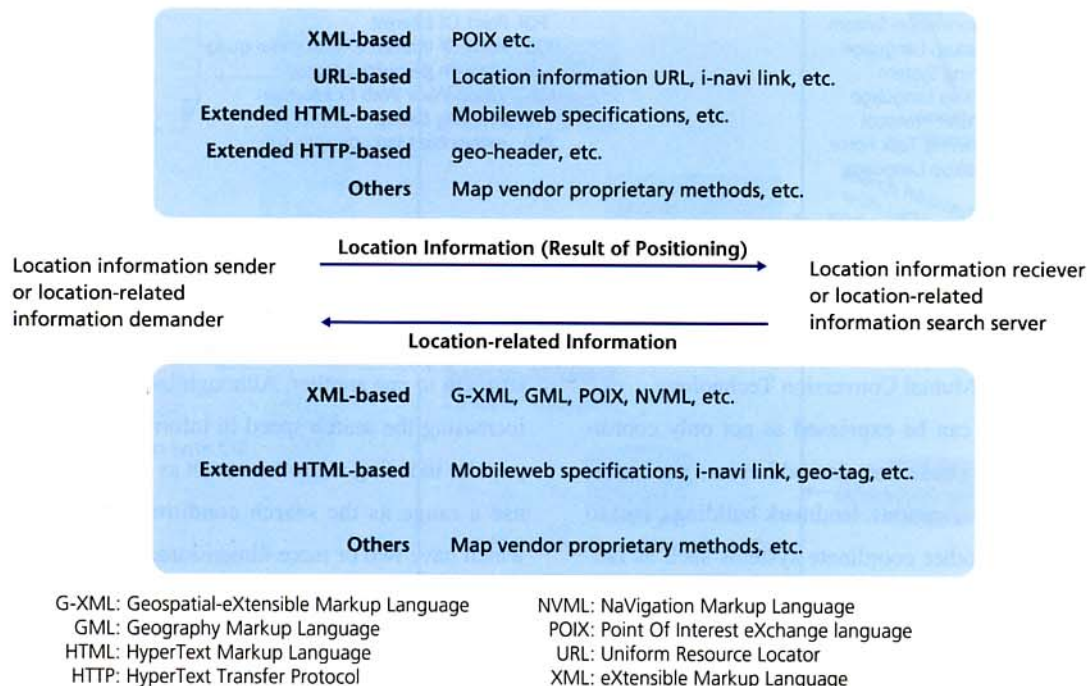 XML-based POIX etc.
URL-based Location information URL, i-navi link, etc.
Extended HTML-based Mobileweb specifications, etc.
Extended HTTP-based geo-header, etc.
Others Map vendor proprietary methods, etc.
Location Information (Result of Positioning)
Location information sender
or location-related
information demander
Location information reciever
or location-related
information search server
Location-related Information
XML-based G-XML, GML, POIX, NVML, etc.
Extended HTML-based Mobileweb specifications, i-navi link, geo-tag, etc.
Others Map vendor proprietary methods, etc.
G-XML: Geospatial-eXtensible Markup Language
GML: Geography Markup Language
HTML: HyperText Markup Language
HTTP: HyperText Transfer Protocol
NVML: NaVigation Markup Language
POIX: Point Of Interest eXchange language
URL: Uniform Resource Locator
XML: eXtensible Markup Language